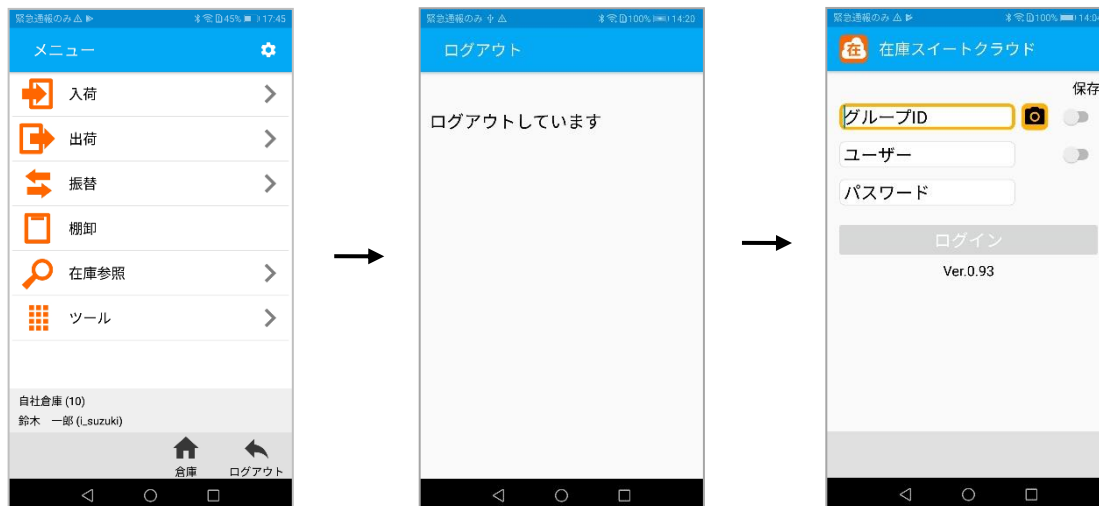 緊急通報のみ 45% 17:45
メニュー
入荷
出荷
振替
棚卸
在庫参照
ツール
自社倉庫 (10)
鈴木　一郎 (i_suzuki)
倉庫 ログアウト
緊急通報のみ 100% 14:20
ログアウト
ログアウトしています
緊急通報のみ 100% 14:04
在 在庫スイートクラウド
保存
グループID
ユーザー
パスワード
ログイン
Ver.0.93